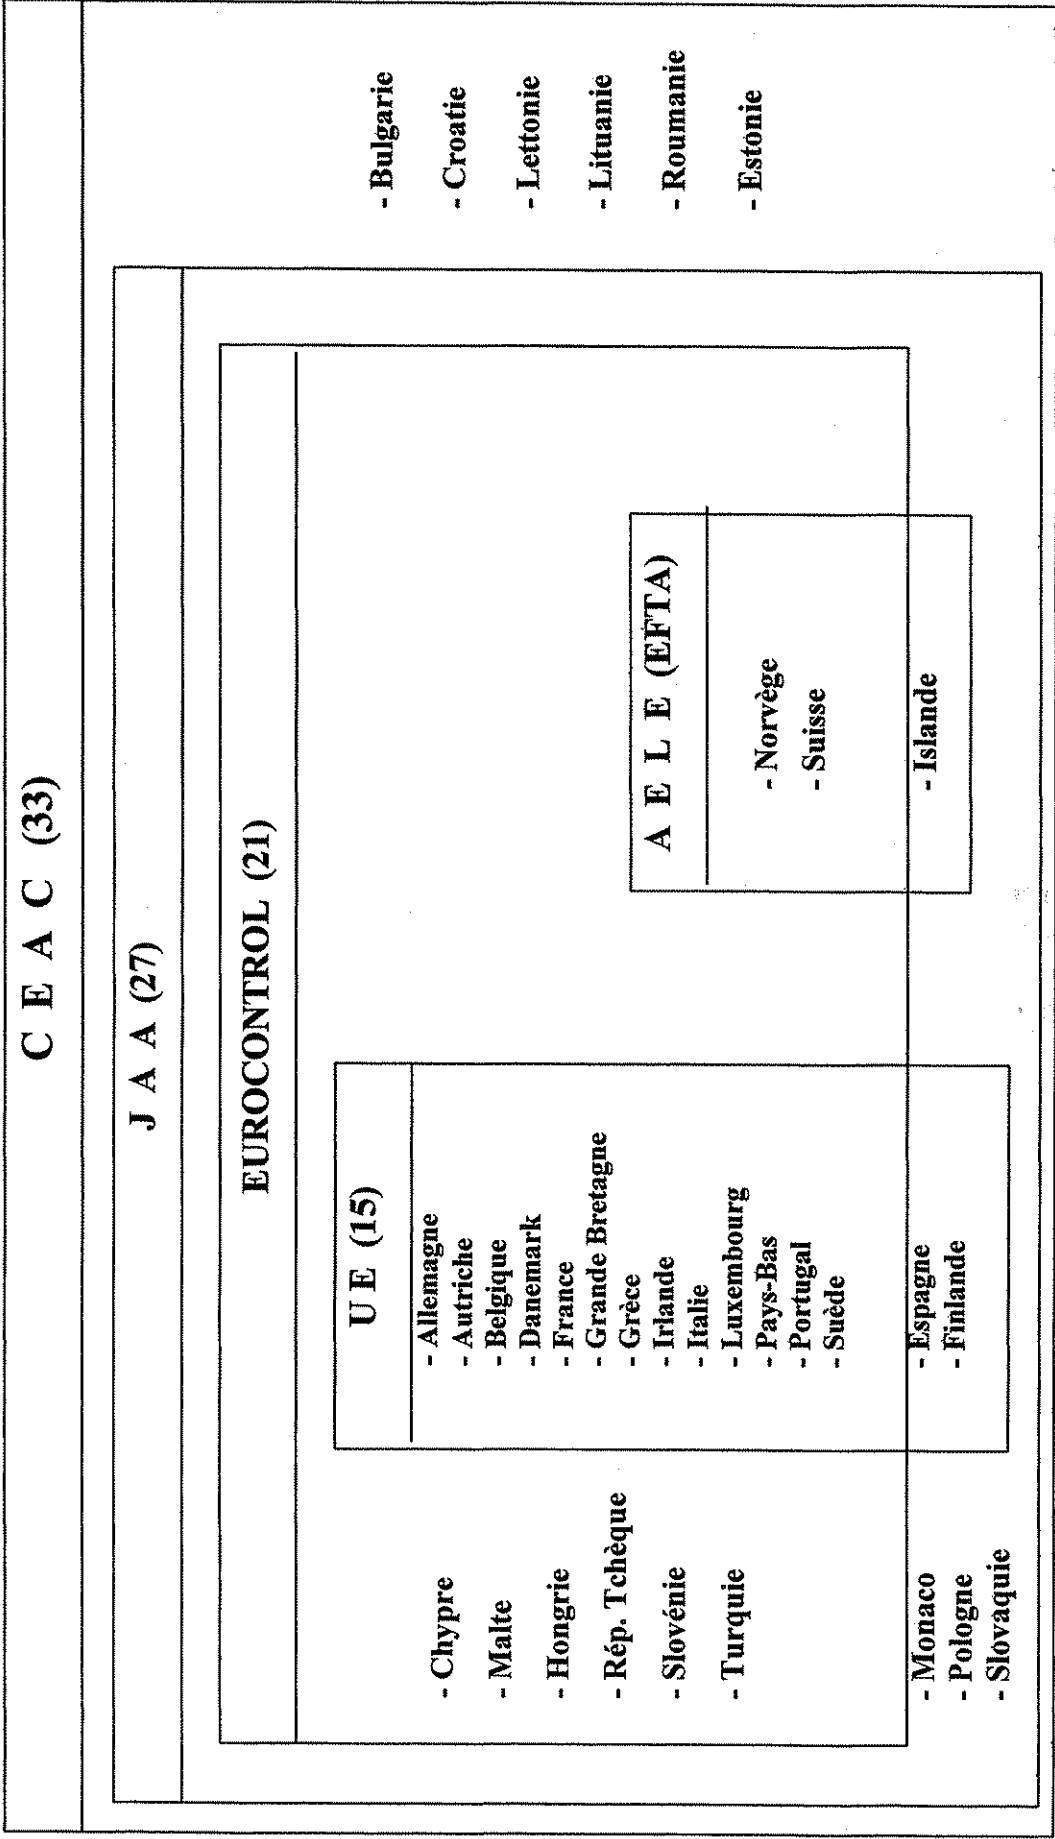 C E A C (33)
J A A (27)
EUROCONTROL (21)
U E (15)
- Allemagne
- Autriche
- Belgique
- Danemark
- France
- Grande Bretagne
- Grèce
- Irlande
- Italie
- Luxembourg
- Pays-Bas
- Portugal
- Suède
- Espagne
- Finlande
- Chypre
- Malte
- Hongrie
- Rép. Tchèque
- Slovénie
- Turquie
- Monaco
- Pologne
- Slovaquie
A E L E (EFTA)
- Norvège
- Suisse
- Islande
- Bulgarie
- Croatie
- Lettonie
- Lituanie
- Roumanie
- Estonie